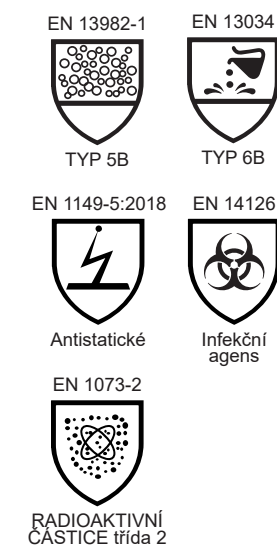 EN 13982-1
EN 13034
TYP 5B
TYP 6B
EN 1149-5:2018
EN 14126
Antistatické
Infekční
agens
EN 1073-2
RADIOAKTIVNÍ
ČÁSTICE třída 2